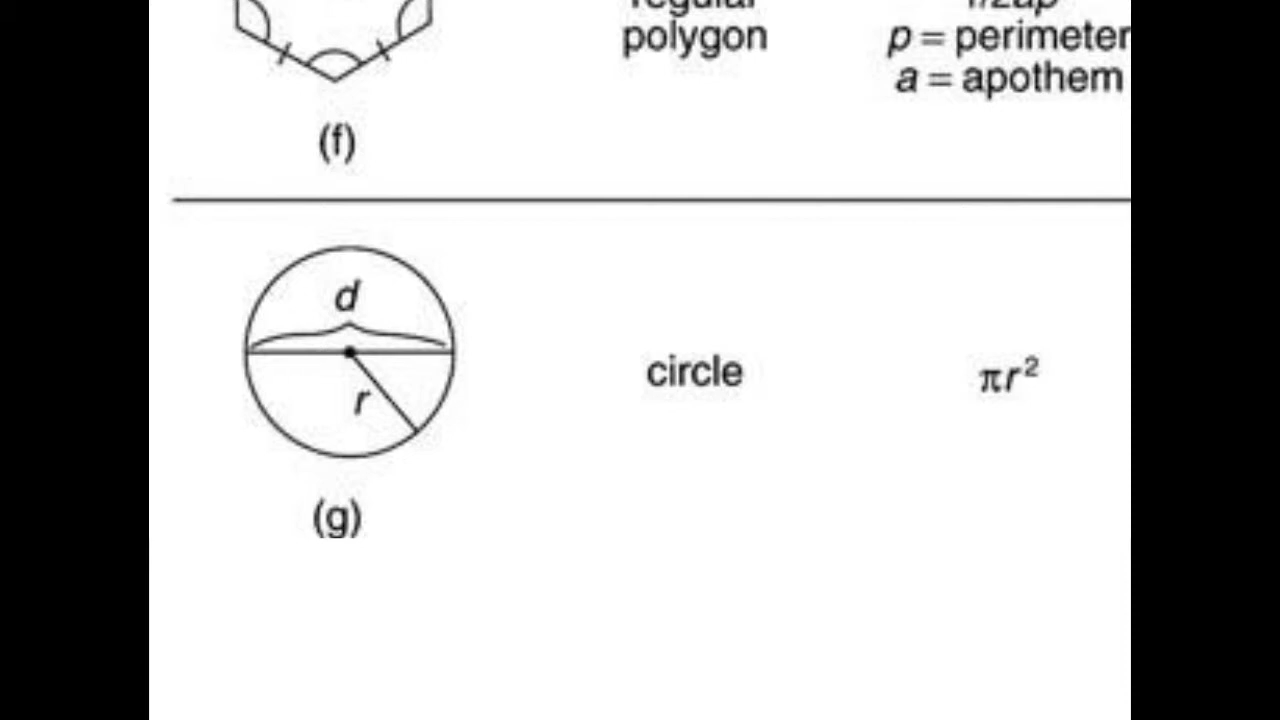 polygon
p = perimeter
a = apothem
(f)
d
r
circle
πr²
(g)